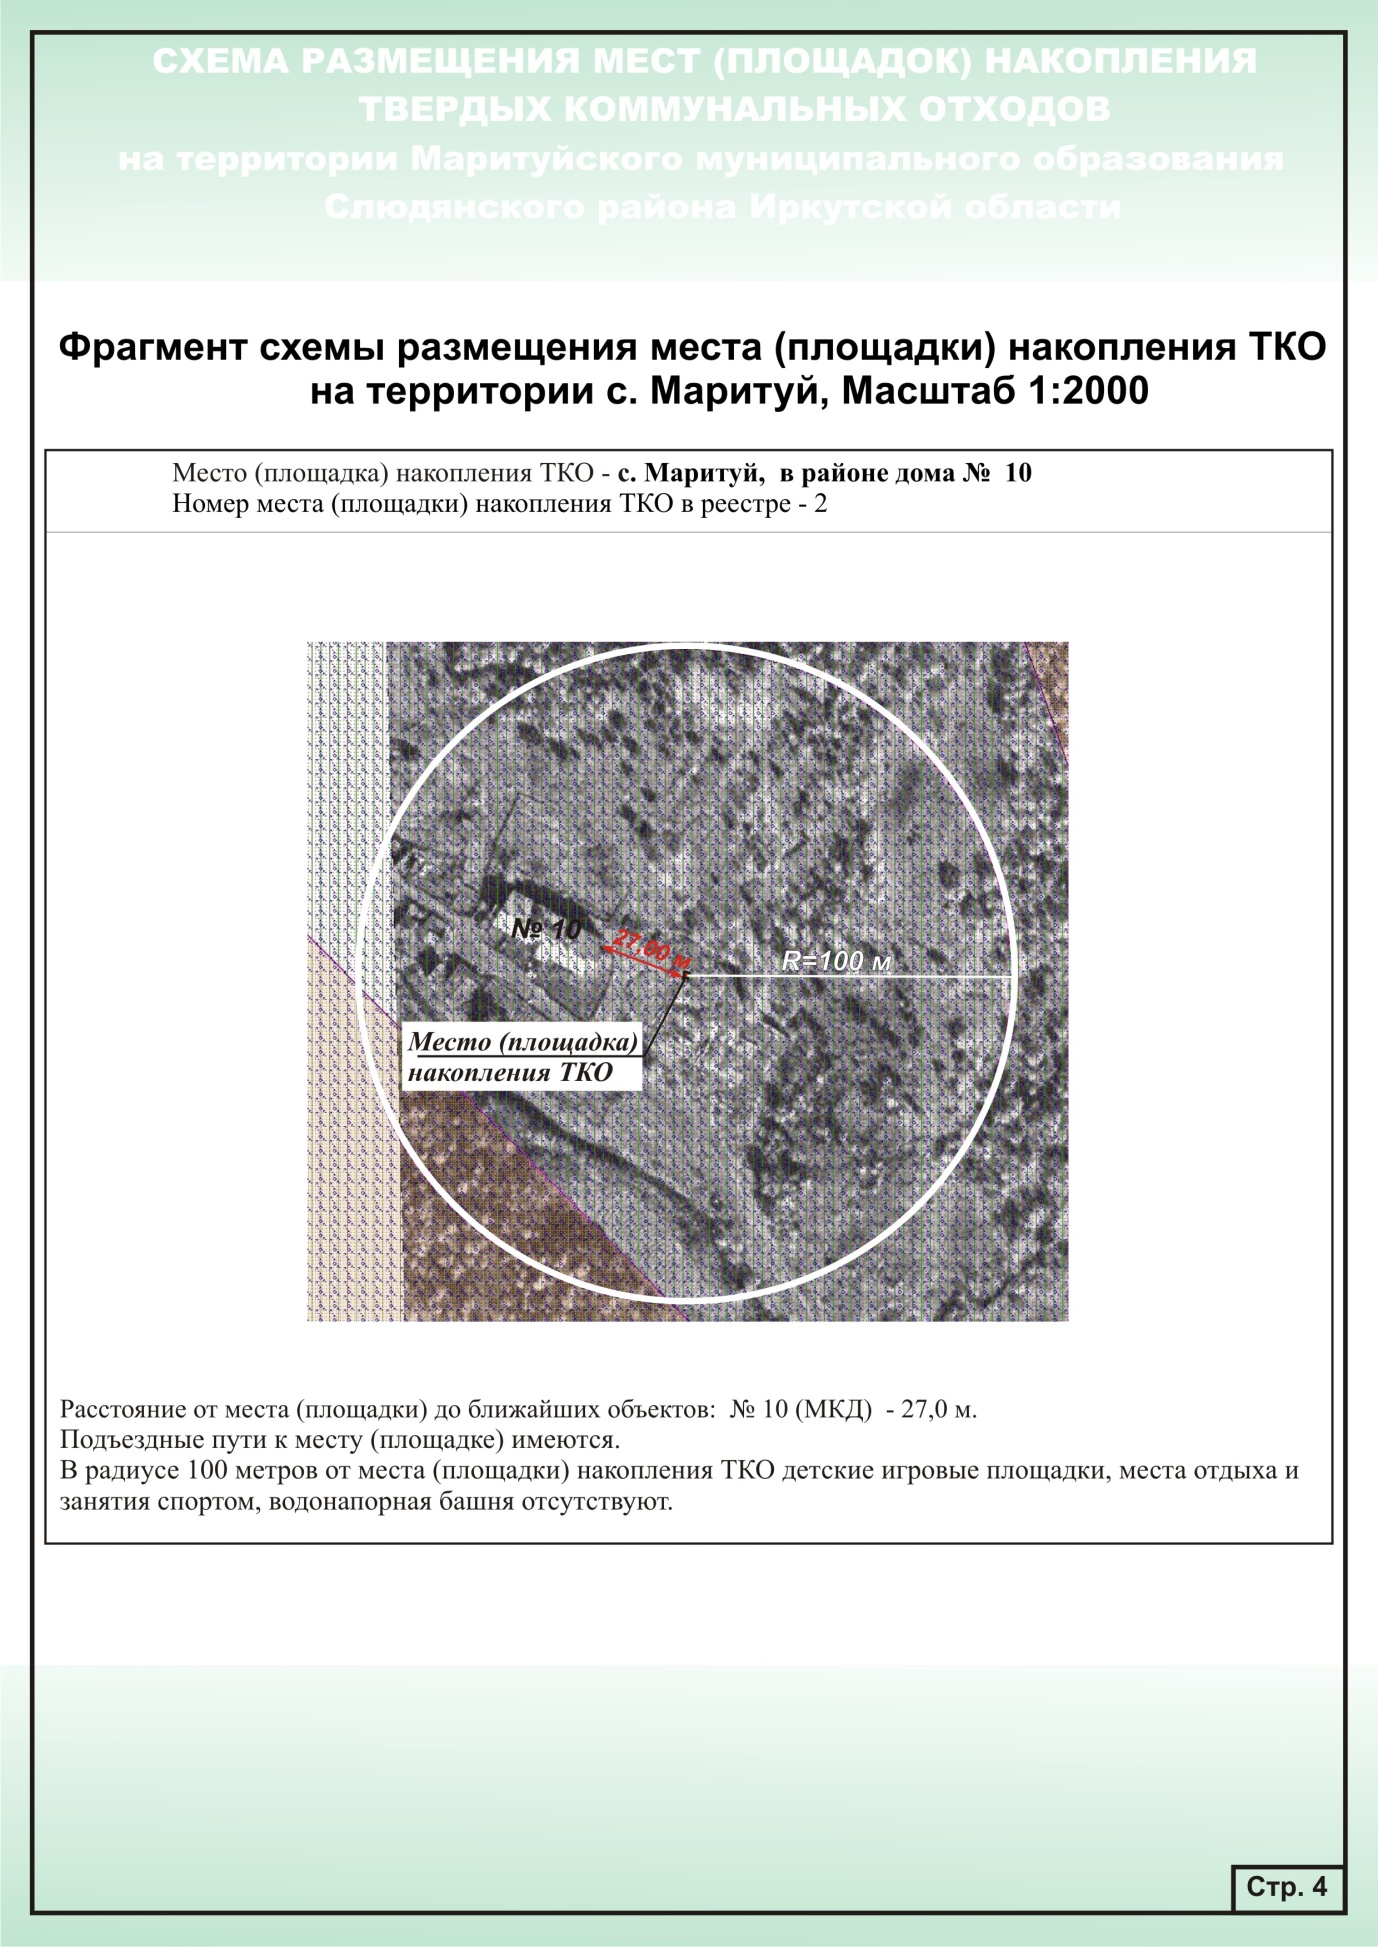 СХЕМА РАЗМЕЩЕНИЯ МЕСТ (ПЛОЩАДОК) НАКОПЛЕНИЯ
ТВЕРДЫХ КОММУНАЛЬНЫХ ОТХОДОВ
на территории Маритуйского муниципального образования
Слюдянского района Иркутской области
Фрагмент схемы размещения места (площадки) накопления ТКО
на территории с. Маритуй, Масштаб 1:2000
Место (площадка) накопления ТКО - с. Маритуй, в районе дома № 10
Номер места (площадки) накопления ТКО в реестре - 2
№ 10
27.00 м
R=100 м
Место (площадка)
накопления ТКО
Расстояние от места (площадки) до ближайших объектов: № 10 (МКД) - 27,0 м.
Подъездные пути к месту (площадке) имеются.
В радиусе 100 метров от места (площадки) накопления ТКО детские игровые площадки, места отдыха и
занятия спортом, водонапорная башня отсутствуют.
Стр. 4